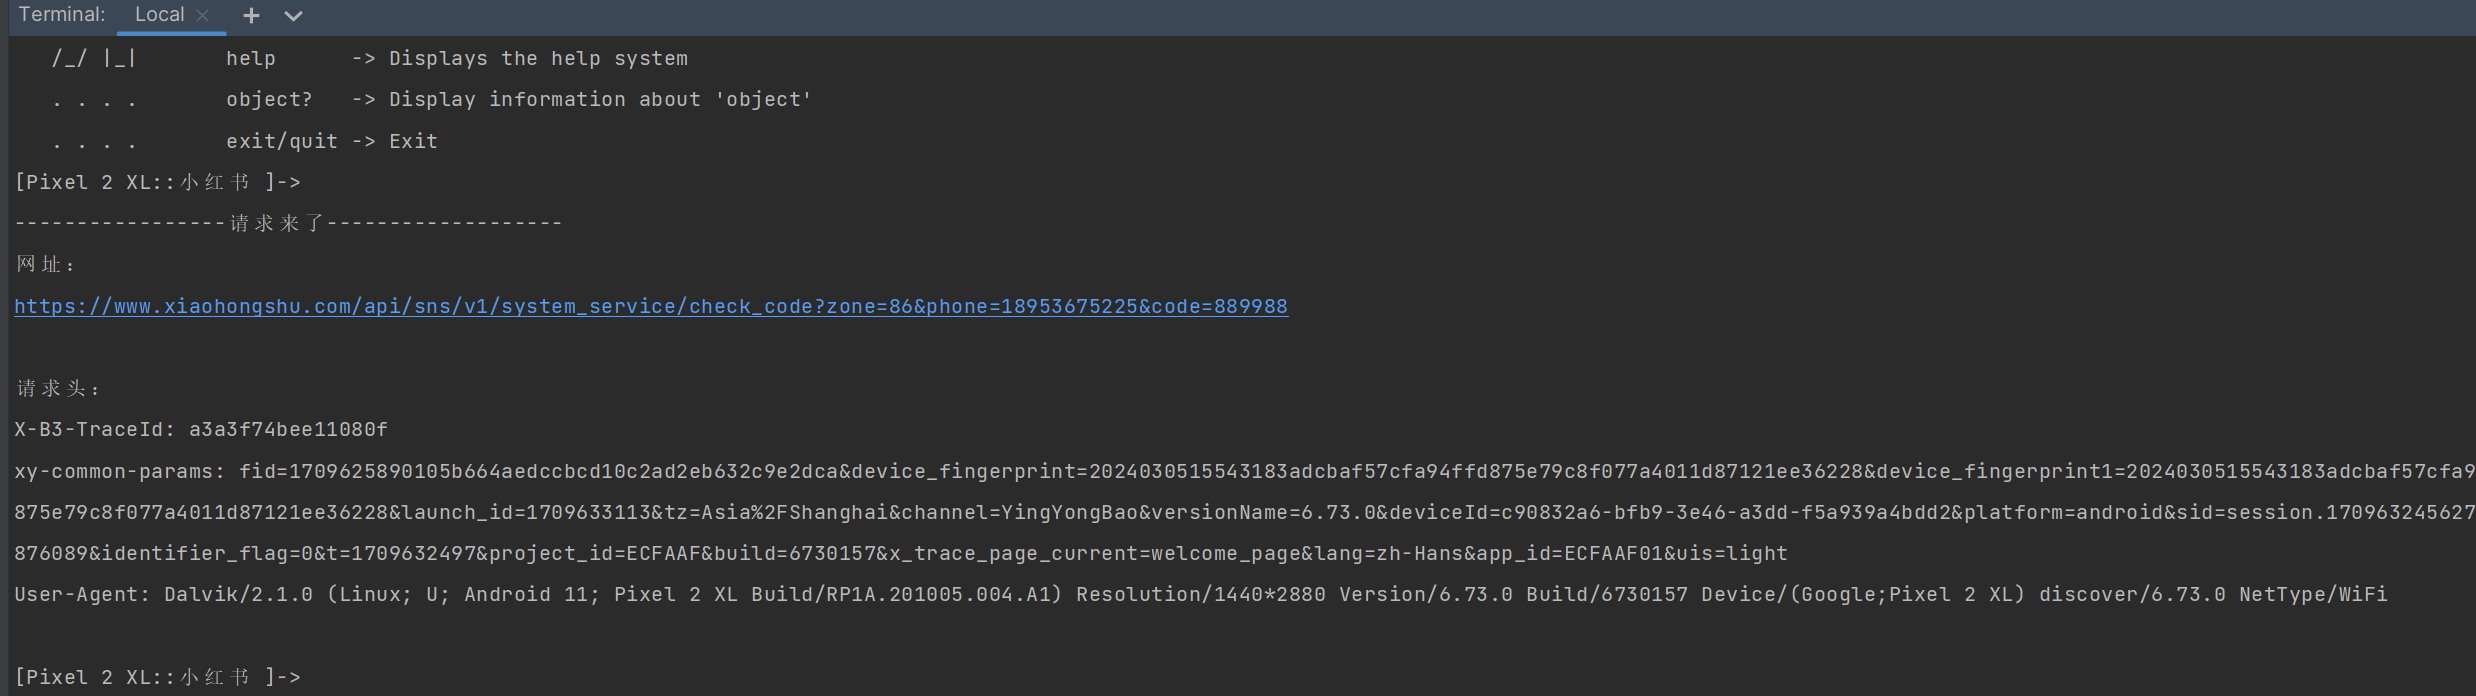 Terminal: Local × +
/_/ |_| help -> Displays the help system
. . . . object? -> Display information about 'object'
. . . . exit/quit -> Exit
[Pixel 2 XL::小红书 ]->
-----------------请求来了-------------------
网址：
https://www.xiaohongshu.com/api/sns/v1/system_service/check_code?zone=86&phone=18953675225&code=889988
请求头：
X-B3-TraceId: a3a3f74bee11080f
xy-common-params: fid=1709625890105b664aedccbcd10c2ad2eb632c9e2dca&device_fingerprint=2024030515543183adcbaf57cfa94ffd875e79c8f077a4011d87121ee36228&device_fingerprint1=2024030515543183adcbaf57cfa9
875e79c8f077a4011d87121ee36228&launch_id=1709633113&tz=Asia%2FShanghai&channel=YingYongBao&versionName=6.73.0&deviceId=c90832a6-bfb9-3e46-a3dd-f5a939a4bdd2&platform=android&sid=session.170963245627
876089&identifier_flag=0&t=1709632497&project_id=ECFAAF&build=6730157&x_trace_page_current=welcome_page&lang=zh-Hans&app_id=ECFAAF01&uis=light
User-Agent: Dalvik/2.1.0 (Linux; U; Android 11; Pixel 2 XL Build/RP1A.201005.004.A1) Resolution/1440*2880 Version/6.73.0 Build/6730157 Device/(Google;Pixel 2 XL) discover/6.73.0 NetType/WiFi
[Pixel 2 XL::小红书 ]->